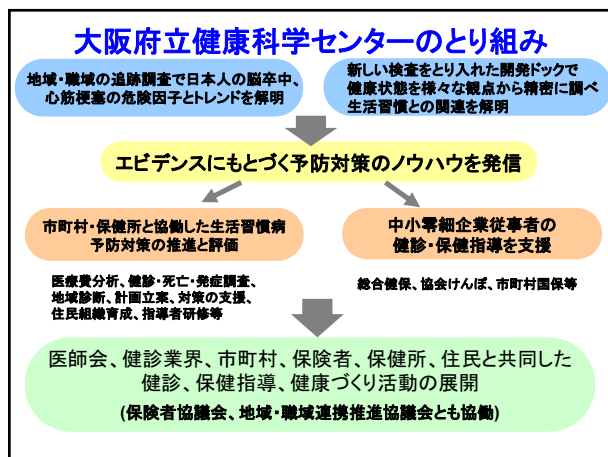 大阪府立健康科学センターのとり組み
地域・職域の追跡調査で日本人の脳卒中、
心筋梗塞の危険因子とトレンドを解明
新しい検査をとり入れた開発ドックで
健康状態を様々な観点から精密に調べ
生活習慣との関連を解明
エビデンスにもとづく予防対策のノウハウを発信
市町村・保健所と協働した生活習慣病
予防対策の推進と評価
中小零細企業従事者の
健診・保健指導を支援
医療費分析、健診・死亡・発症調査、
地域診断、計画立案、対策の支援、
住民組織育成、指導者研修等
総合健保、協会けんぽ、市町村国保等
医師会、健診業界、市町村、保険者、保健所、住民と共同した
健診、保健指導、健康づくり活動の展開
(保険者協議会、地域・職域連携推進協議会とも協働)